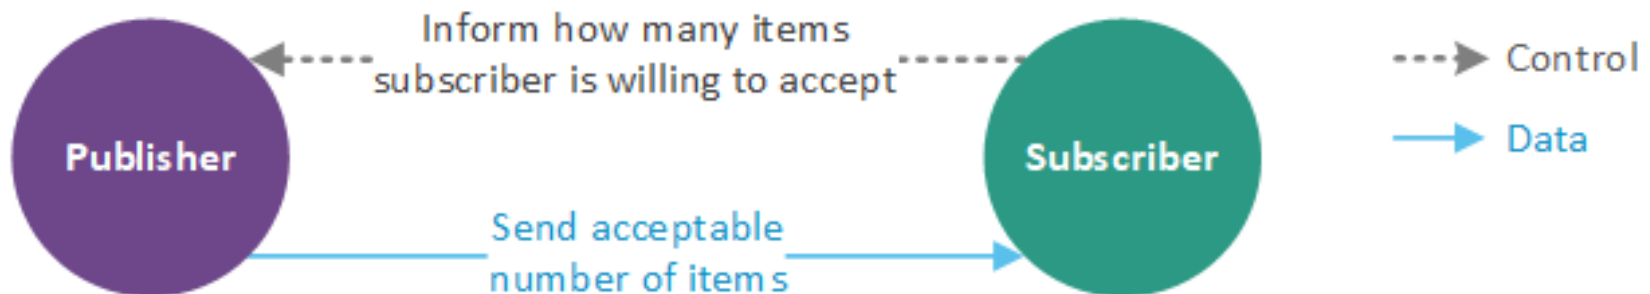 Inform how many items
subscriber is willing to accept
Control
Publisher
Subscriber
Data
Send acceptable
number of items